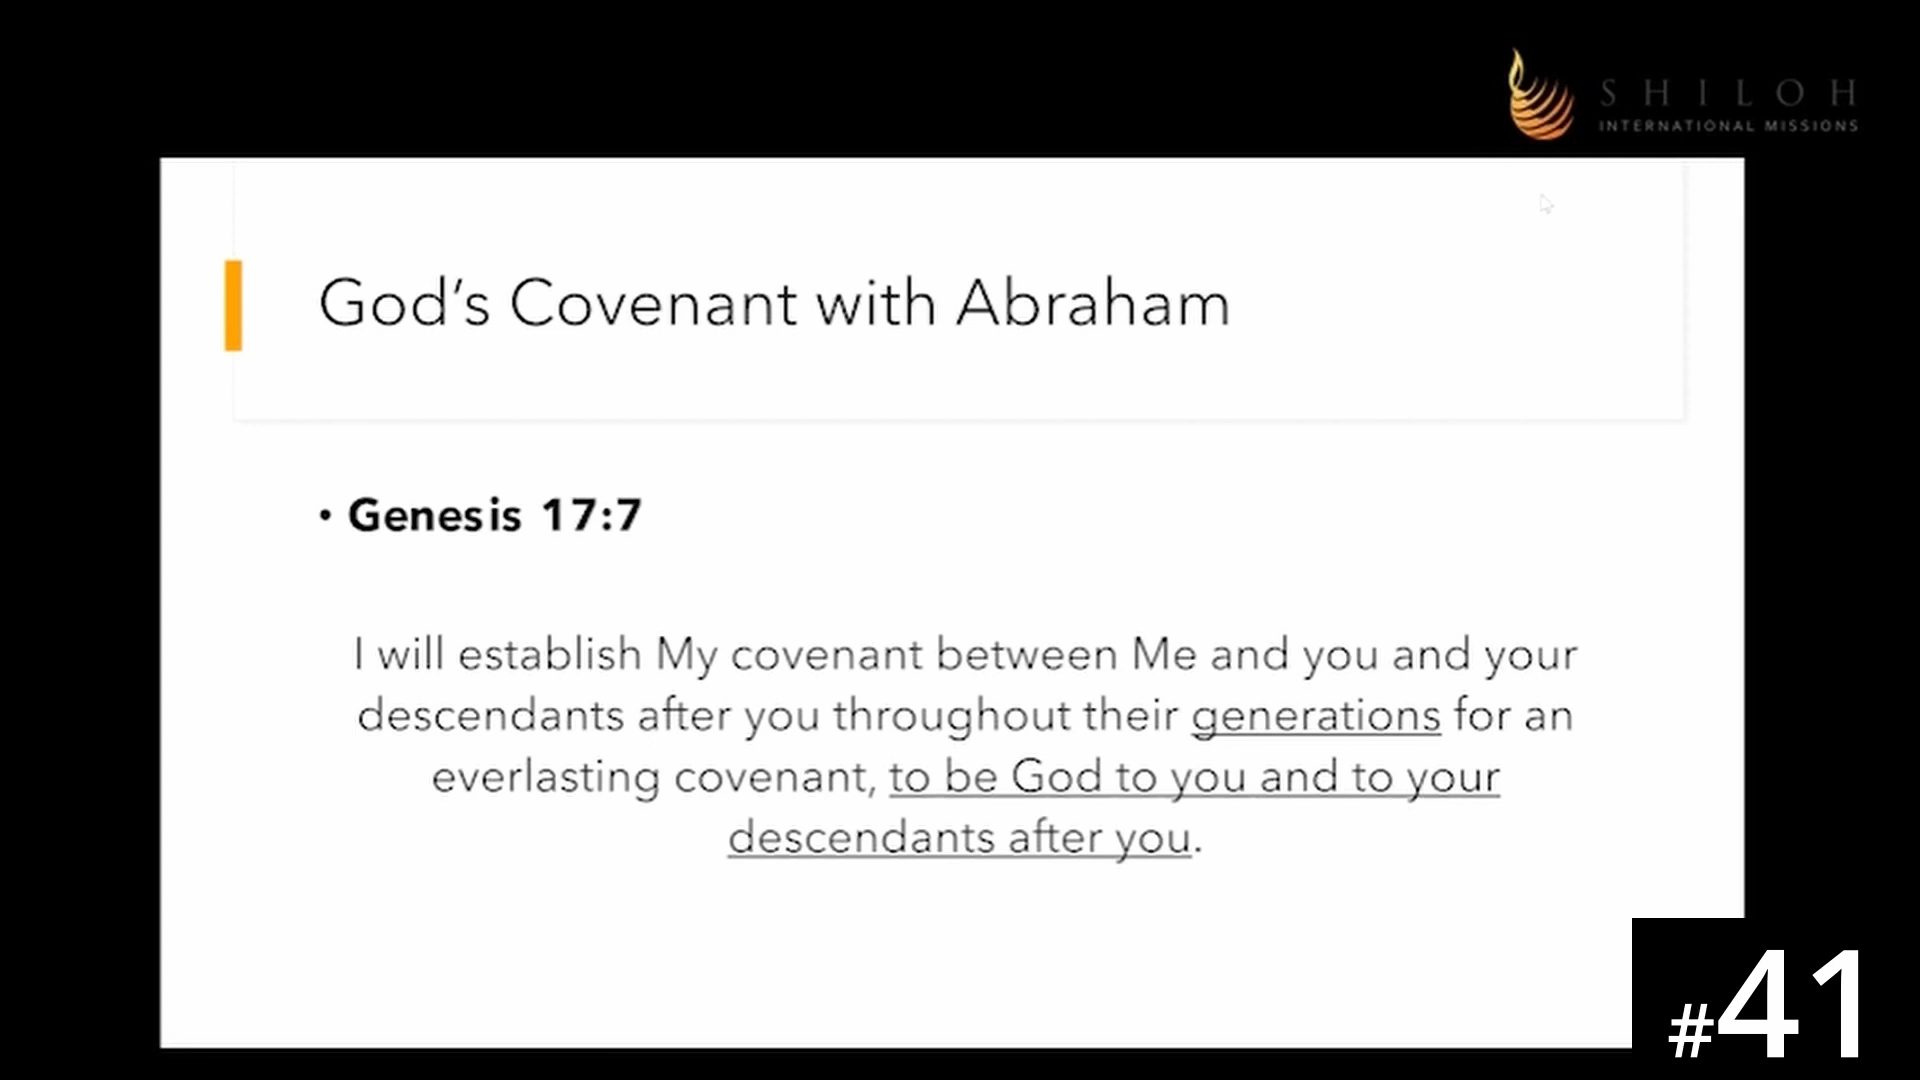 SHILOH
INTERNATIONAL MISSIONS
God’s Covenant with Abraham
• Genesis 17:7
I will establish My covenant between Me and you and your
descendants after you throughout their generations for an
everlasting covenant, to be God to you and to your
descendants after you.
#41